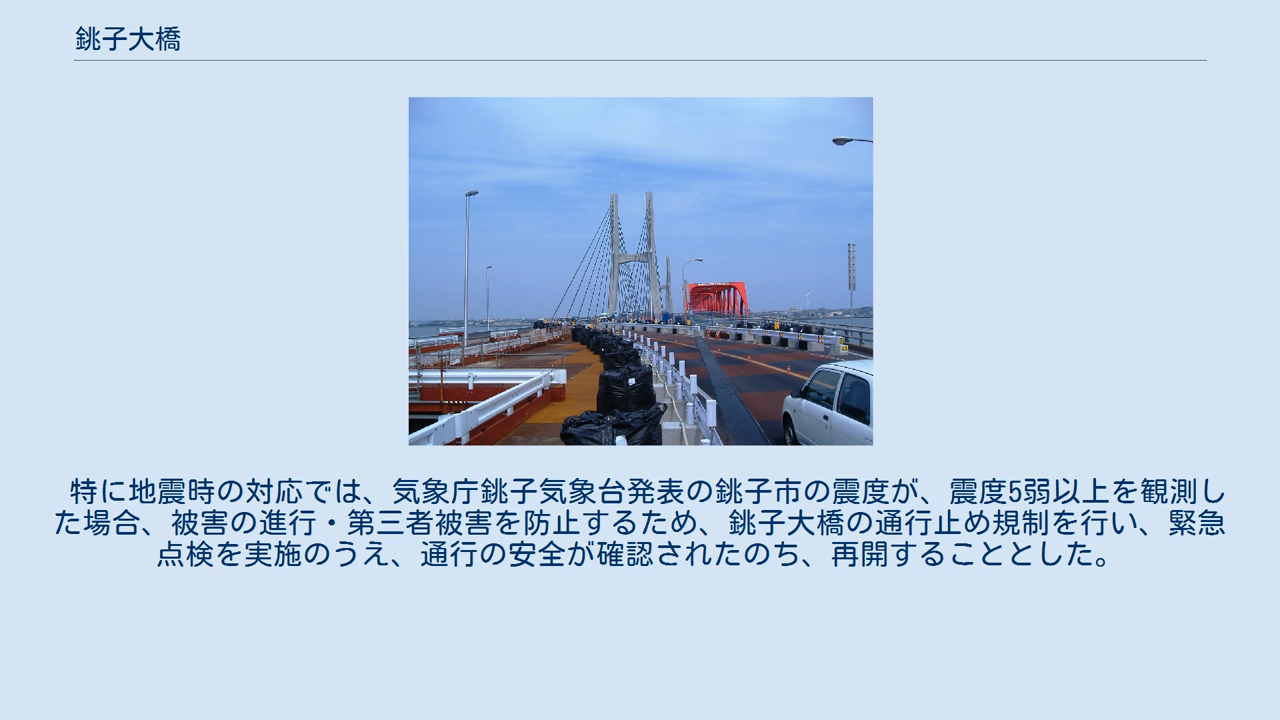 銚子大橋
特に地震時の対応では、気象庁銚子気象台発表の銚子市の震度が、震度5弱以上を観測し
た場合、被害の進行・第三者被害を防止するため、銚子大橋の通行止め規制を行い、緊急
点検を実施のうえ、通行の安全が確認されたのち、再開することとした。